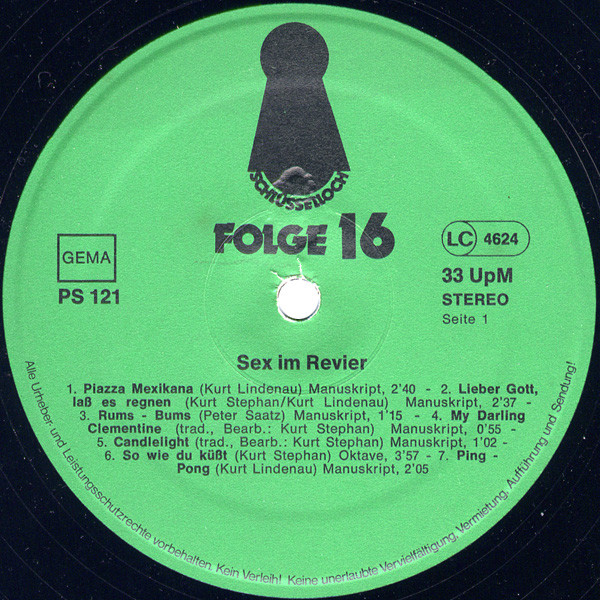 SCHLÜSSELLOCH
FOLGE 16
GEMA
PS 121
LC 4624
33 UpM
STEREO
Seite 1
Sex im Revier
1. Piazza Mexikana (Kurt Lindenau) Manuskript, 2'40 - 2. Lieber Gott,
laß es regnen (Kurt Stephan/Kurt Lindenau) Manuskript, 2'37 -
3. Rums - Bums (Peter Saatz) Manuskript, 1'15 - 4. My Darling
Clementine (trad., Bearb.: Kurt Stephan) Manuskript, 0'55 -
5. Candlelight (trad., Bearb.: Kurt Stephan) Manuskript, 1'02 -
6. So wie du küßt (Kurt Stephan) Oktave, 3'57 - 7. Ping -
Pong (Kurt Lindenau) Manuskript, 2'05
Alle Urheber- und Leistungsschutzrechte vorbehalten. Kein Verleih! Keine unerlaubte Vervielfältigung, Vermietung, Aufführung und Sendung!